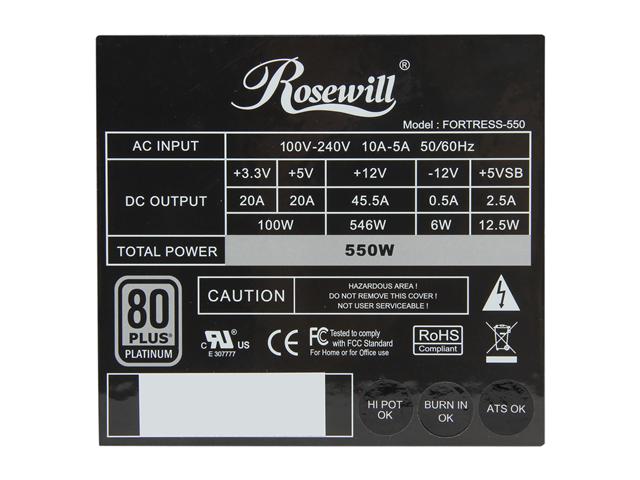 Rosewill®
Model : FORTRESS-550
AC INPUT 100V-240V 10A-5A 50/60Hz
DC OUTPUT +3.3V +5V +12V -12V +5VSB
20A 20A 45.5A 0.5A 2.5A
100W 546W 6W 12.5W
TOTAL POWER 550W
80 PLUS® PLATINUM
CAUTION
HAZARDOUS AREA !
DO NOT REMOVE THIS COVER !
NOT USER SERVICEABLE !
c RU® US
E 307777
CE
FC Tested to comply
with FCC Standard
For Home or for Office use
RoHS
Compliant
HI POT
OK
BURN IN
OK
ATS OK